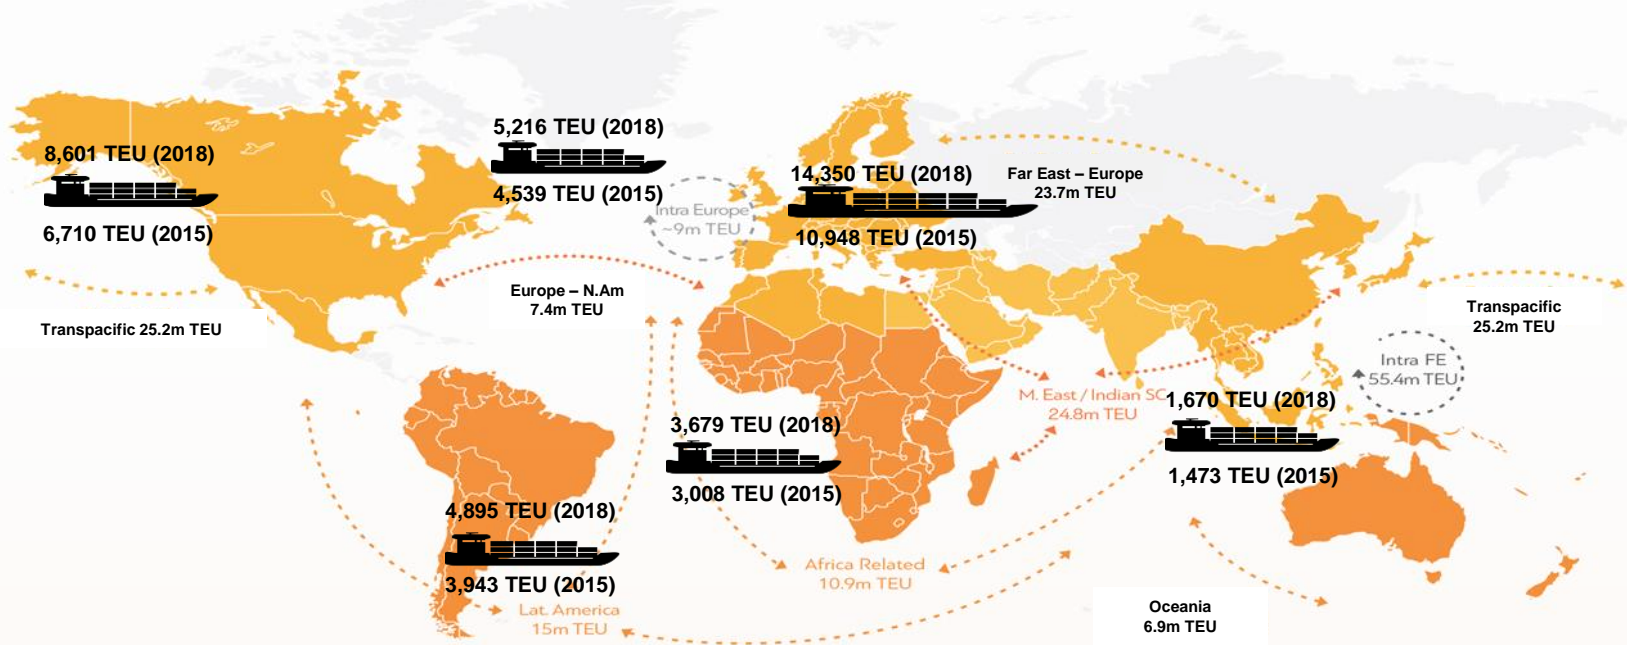 5,216 TEU (2018)
4,539 TEU (2015)
8,601 TEU (2018)
6,710 TEU (2015)
14,350 TEU (2018)
10,948 TEU (2015)
Far East – Europe
23.7m TEU
Intra Europe
~9m TEU
Europe – N.Am
7.4m TEU
Transpacific 25.2m TEU
Transpacific
25.2m TEU
Intra FE
55.4m TEU
M. East / Indian SC
24.8m TEU
1,670 TEU (2018)
1,473 TEU (2015)
3,679 TEU (2018)
3,008 TEU (2015)
4,895 TEU (2018)
3,943 TEU (2015)
Lat. America
15m TEU
Africa Related
10.9m TEU
Oceania
6.9m TEU